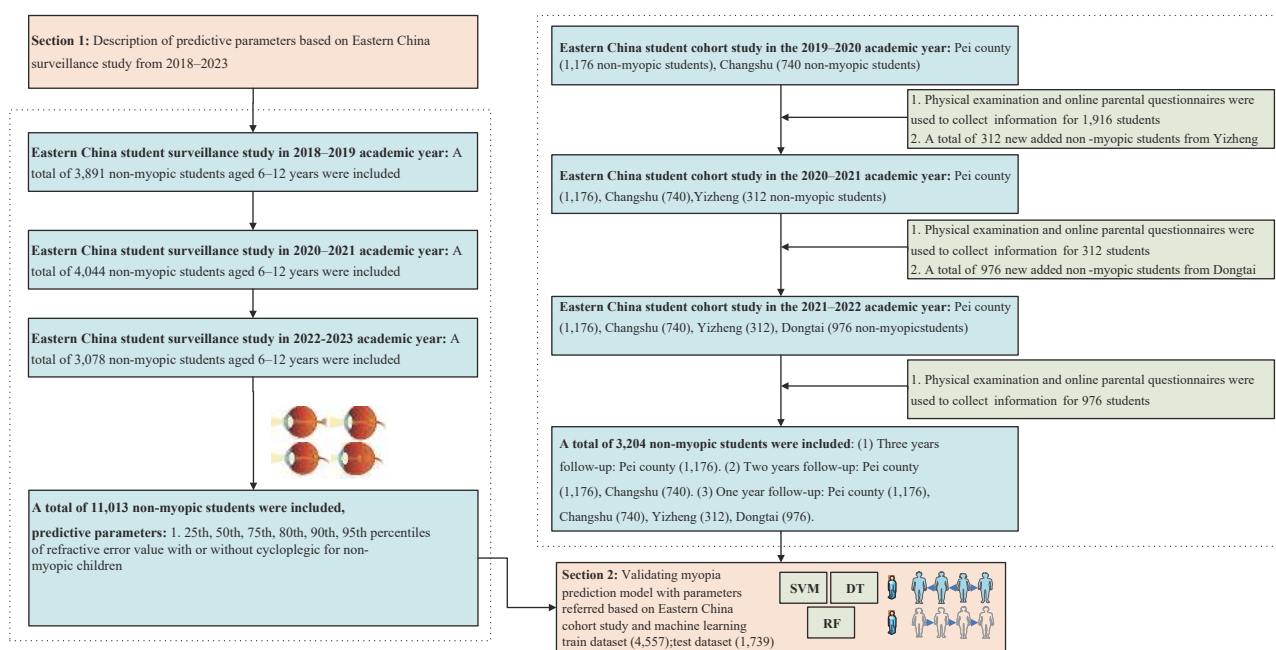 Section 1: Description of predictive parameters based on Eastern China
surveillance study from 2018–2023
Eastern China student surveillance study in 2018–2019 academic year: A
total of 3,891 non-myopic students aged 6–12 years were included
Eastern China student surveillance study in 2020–2021 academic year: A
total of 4,044 non-myopic students aged 6–12 years were included
Eastern China student surveillance study in 2022-2023 academic year: A
total of 3,078 non-myopic students aged 6–12 years were included
A total of 11,013 non-myopic students were included,
predictive parameters: 1. 25th, 50th, 75th, 80th, 90th, 95th percentiles
of refractive error value with or without cycloplegic for non-
myopic children
Eastern China student cohort study in the 2019–2020 academic year: Pei county
(1,176 non-myopic students), Changshu (740 non-myopic students)
1. Physical examination and online parental questionnaires were
used to collect information for 1,916 students
2. A total of 312 new added non -myopic students from Yizheng
Eastern China student cohort study in the 2020–2021 academic year: Pei county
(1,176), Changshu (740),Yizheng (312 non-myopic students)
1. Physical examination and online parental questionnaires were
used to collect information for 312 students
2. A total of 976 new added non -myopic students from Dongtai
Eastern China student cohort study in the 2021–2022 academic year: Pei county
(1,176), Changshu (740), Yizheng (312), Dongtai (976 non-myopicstudents)
1. Physical examination and online parental questionnaires were
used to collect information for 976 students
A total of 3,204 non-myopic students were included: (1) Three years
follow-up: Pei county (1,176). (2) Two years follow-up: Pei county
(1,176), Changshu (740). (3) One year follow-up: Pei county (1,176),
Changshu (740), Yizheng (312), Dongtai (976).
Section 2: Validating myopia
prediction model with parameters
referred based on Eastern China
cohort study and machine learning
train dataset (4,557);test dataset (1,739)
SVM
DT
RF